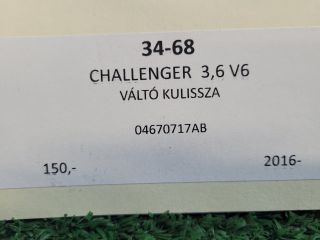 34-68
CHALLENGER 3,6 V6
VÁLTÓ KULISSZA
04670717AB
150,- 2016-